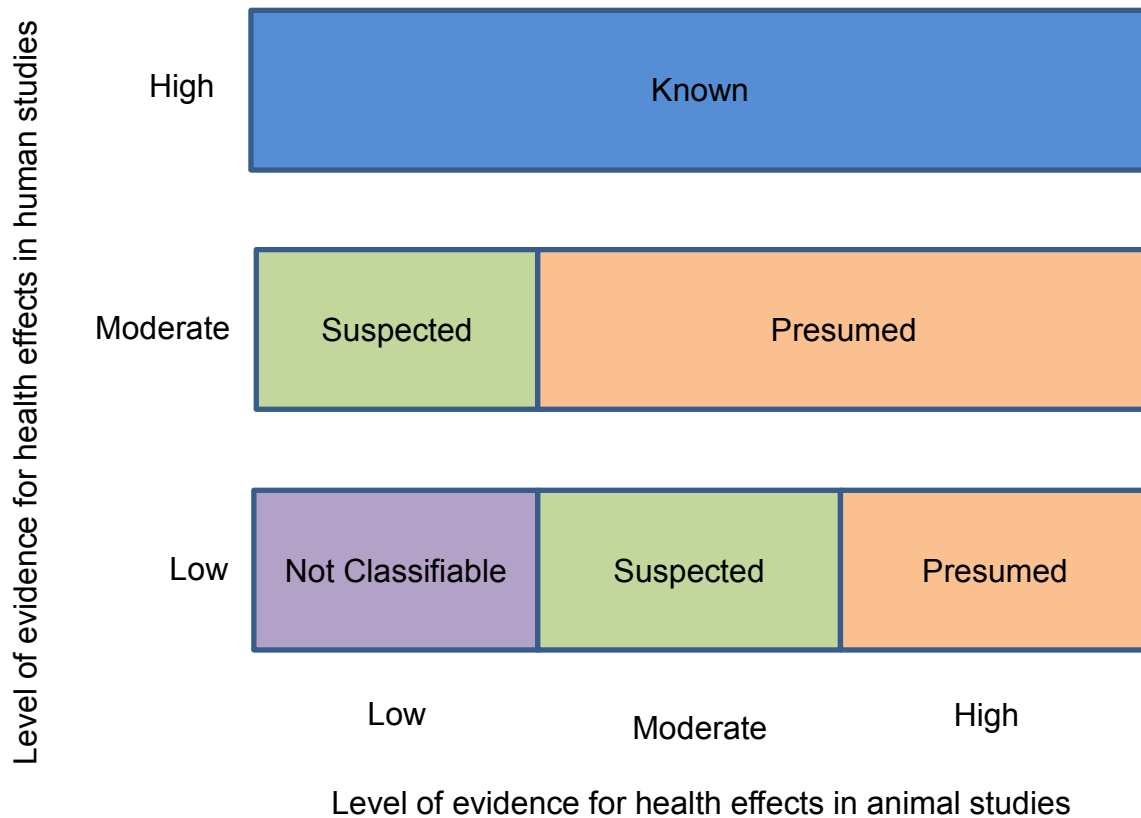 Level of evidence for health effects in human studies
High
Known
Moderate
Suspected
Presumed
Low
Not Classifiable
Suspected
Presumed
Low
Moderate
High
Level of evidence for health effects in animal studies